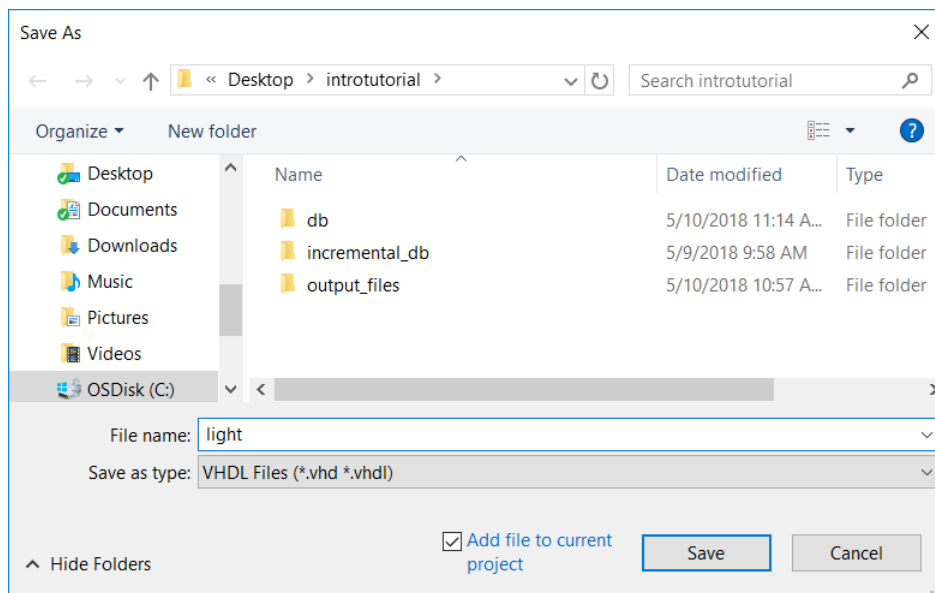 Save As
« Desktop > introtutorial >
Search introtutorial
Organize
New folder
?
Desktop
Documents
Downloads
Music
Pictures
Videos
OSDisk (C:)
Name Date modified Type
db 5/10/2018 11:14 A... File folder
incremental_db 5/9/2018 9:58 AM File folder
output_files 5/10/2018 10:57 A... File folder
File name: light
Save as type: VHDL Files (*.vhd *.vhdl)
Add file to current
project
Save
Cancel
Hide Folders